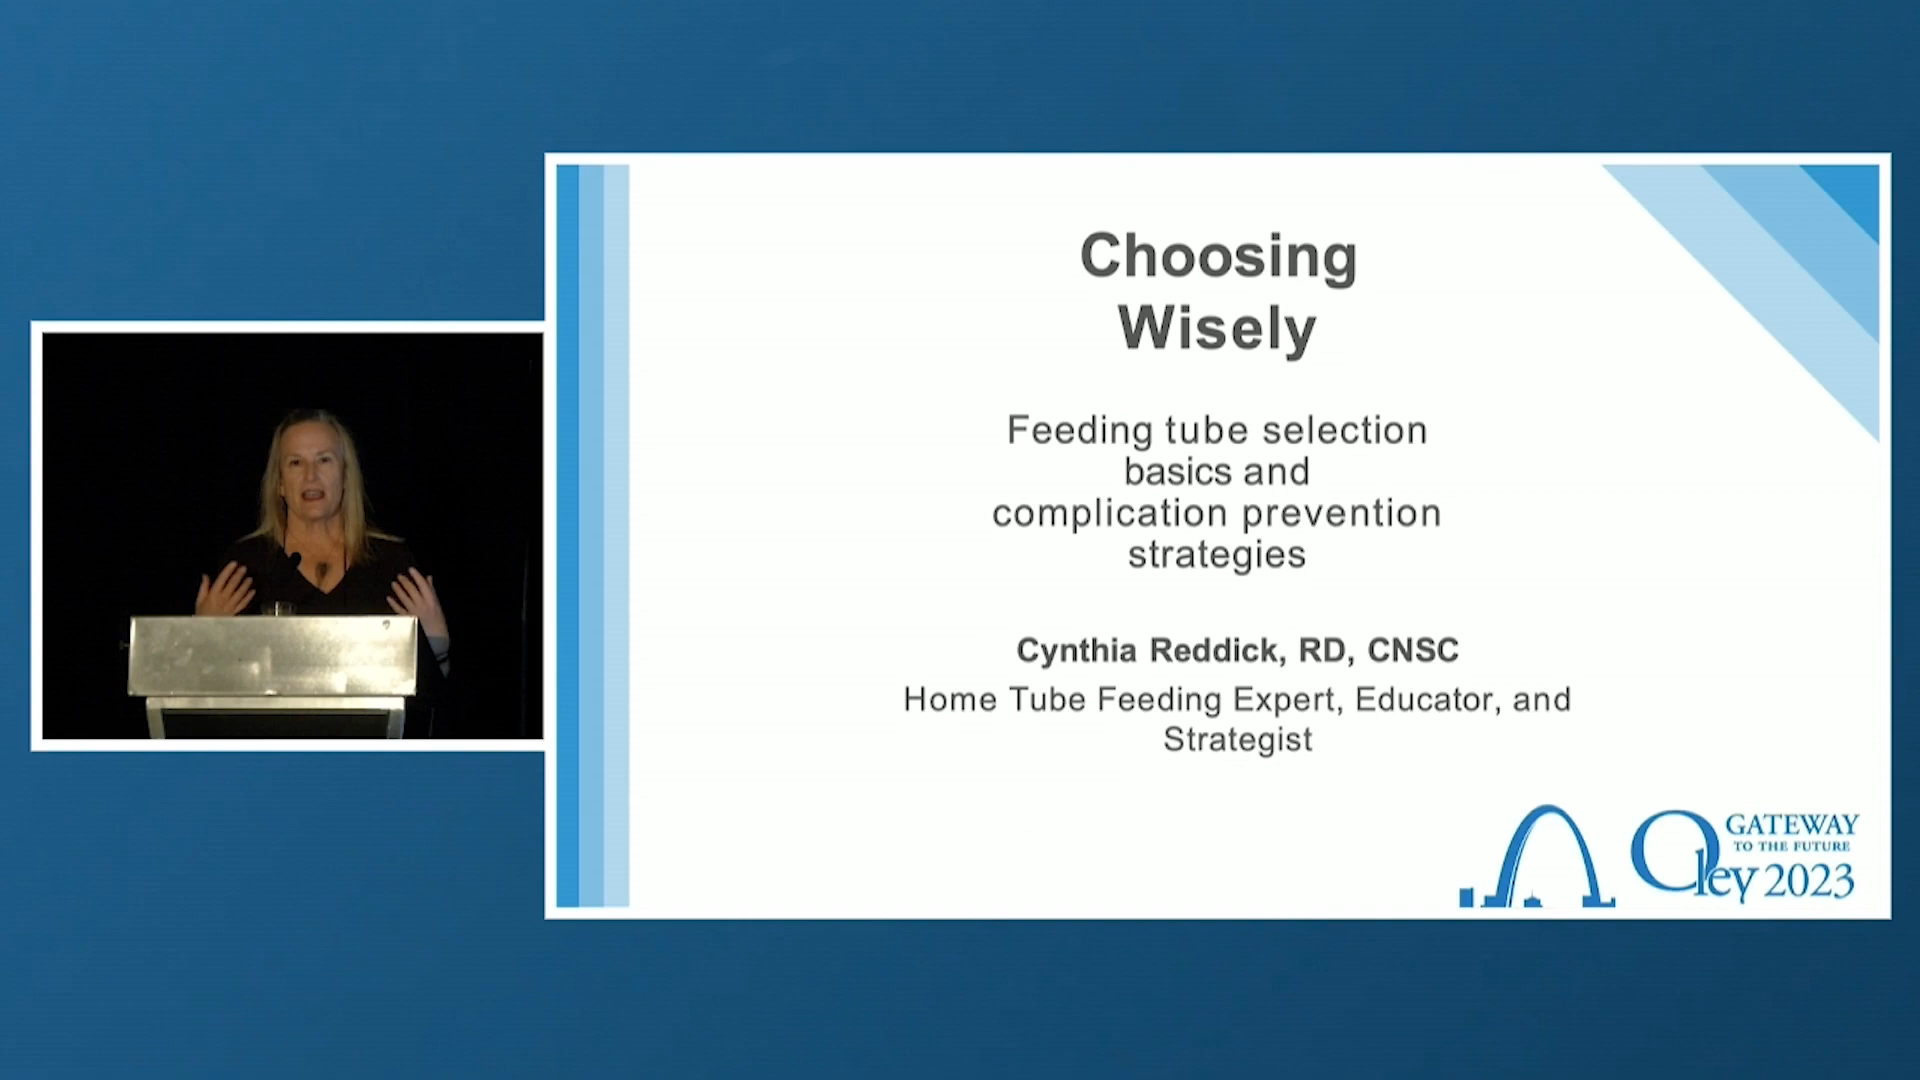 Choosing
Wisely
Feeding tube selection
basics and
complication prevention
strategies
Cynthia Reddick, RD, CNSC
Home Tube Feeding Expert, Educator, and
Strategist
GATEWAY
TO THE FUTURE
Oley 2023